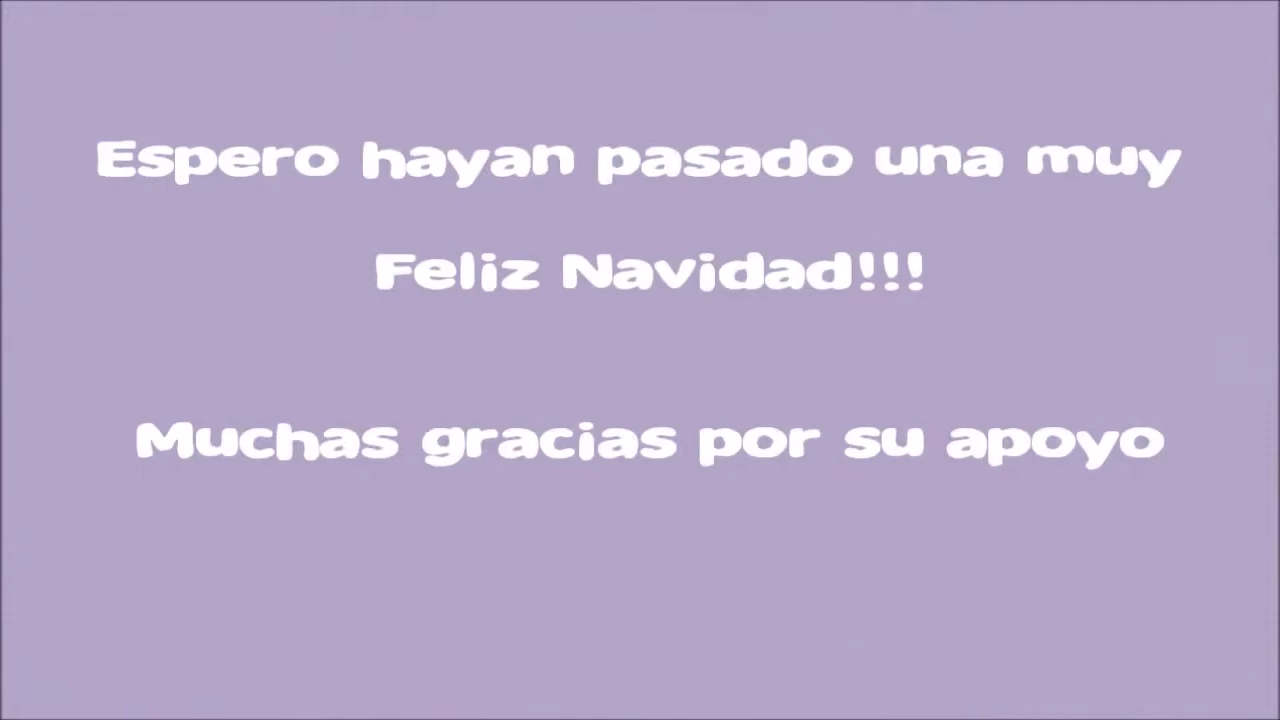 Espero hayan pasado una muy
Feliz Navidad!!!
Muchas gracias por su apoyo